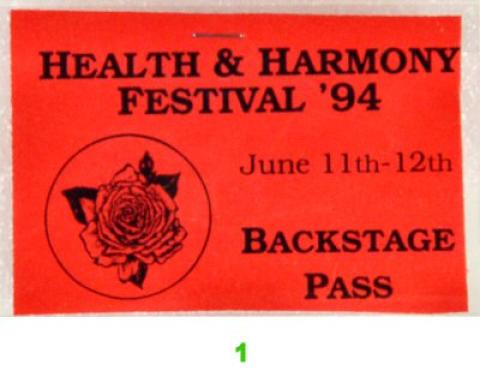 HEALTH & HARMONY
FESTIVAL '94
June 11th-12th
BACKSTAGE
PASS
1